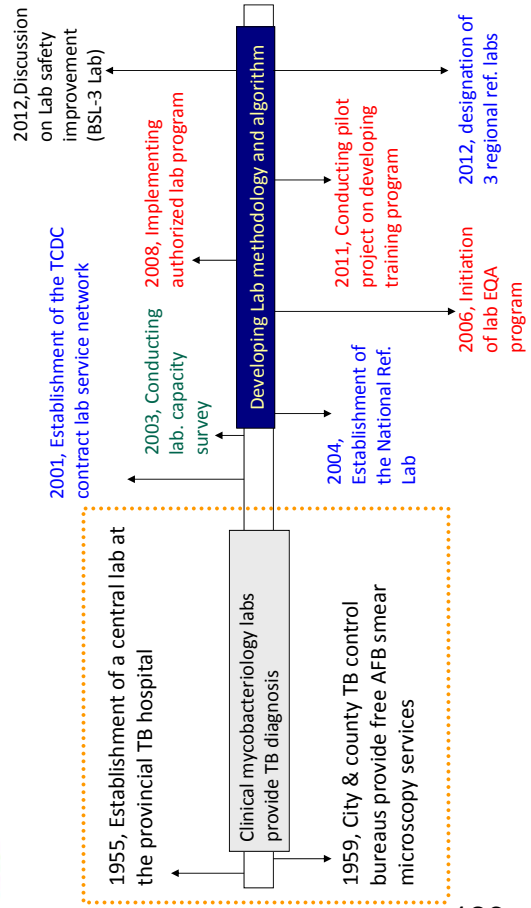 1955, Establishment of a central lab at
the provincial TB hospital
Clinical mycobacteriology labs
provide TB diagnosis
1959, City & county TB control
bureaus provide free AFB smear
microscopy services
2001, Establishment of the TCDC
contract lab service network
2003, Conducting
lab. capacity
survey
2004,
Establishment of
the National Ref.
Lab
Developing Lab methodology and algorithm
2006, Initiation
of lab EQA
program
2008, Implementing
authorized lab program
2011, Conducting pilot
project on developing
training program
2012,Discussion
on Lab safety
improvement
(BSL-3 Lab)
2012, designation of
3 regional ref. labs